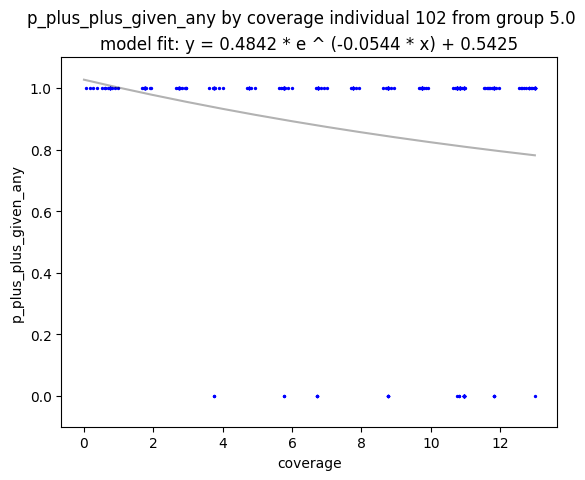 p_plus_plus_given_any by coverage individual 102 from group 5.0
model fit: y = 0.4842 * e ^ (-0.0544 * x) + 0.5425
1.0
0.8
0.6
0.4
0.2
0.0
p_plus_plus_given_any
0 2 4 6 8 10 12
coverage